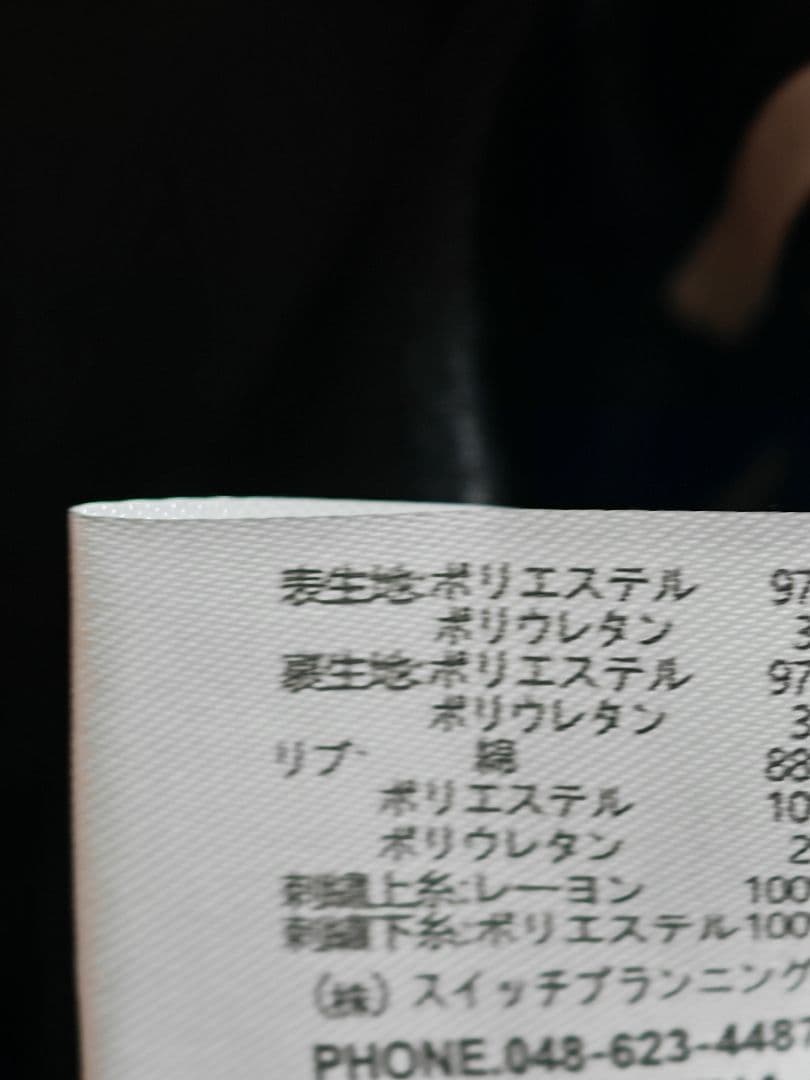 表生地:ポリエステル 97
ポリウレタン 3
裏生地:ポリエステル 97
ポリウレタン 3
リブ 綿 88
ポリエステル 10
ポリウレタン 2
刺繍上糸:レーヨン 100
刺繍下糸:ポリエステル100
(株) スイッチプランニング
PHONE.048-623-4487